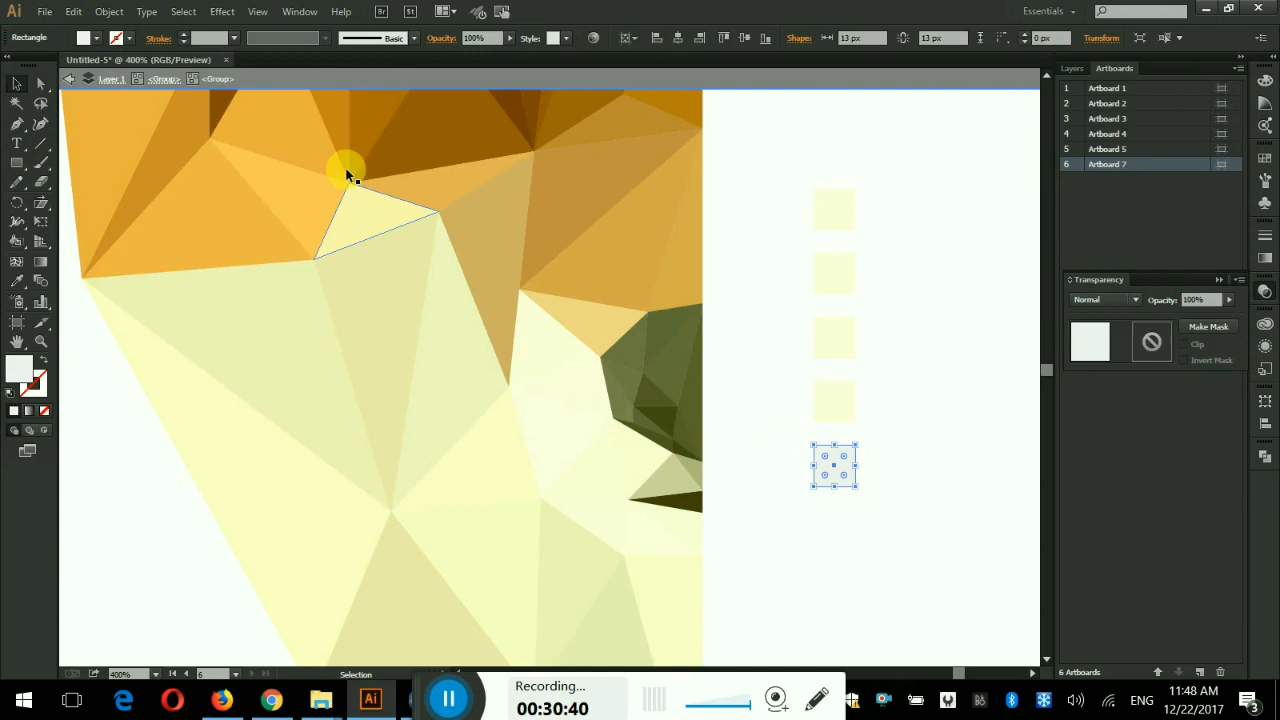 Ai File Edit Object Type Select Effect View Window Help Br St Essentials
Rectangle Stroke: Basic Opacity: 100% Style: Shape: 13 px 13 px 0 px Transform
Untitled-5* @ 400% (RGB/Preview) ×
Layer 1 <Group> <Group>
Layers Artboards
1 Artboard 1
2 Artboard 2
3 Artboard 3
4 Artboard 4
5 Artboard 5
6 Artboard 7
Transparency
Normal Opacity: 100%
Make Mask
Clip
Invert Mask
400% 6 Selection
6 Artboards
Recording...
00:30:40
Ai
ENG
11:48 AM
12/22/2017
3